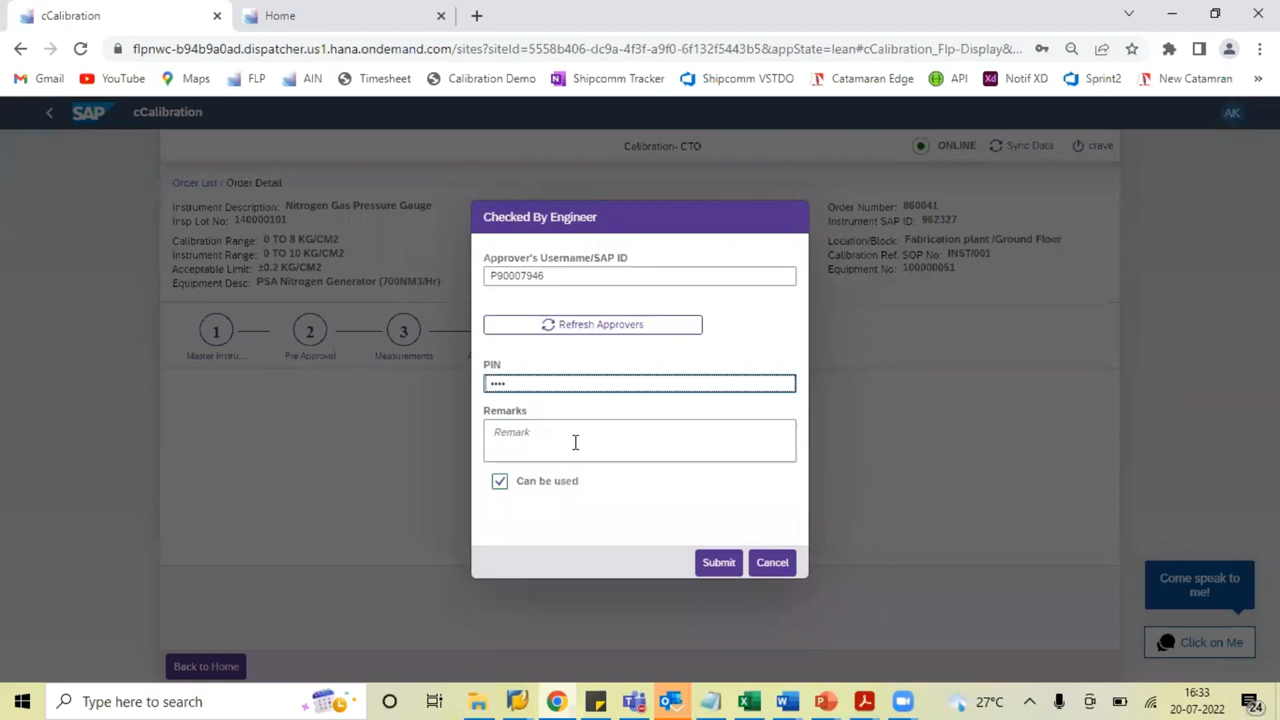 cCalibration
Home
flpnwc-b94b9a0ad.dispatcher.us1.hana.ondemand.com/sites?siteId=5558b406-dc9a-4f3f-a9f0-6f132f5443b5&appState=lean#cCalibration_Flp-Display&...
Gmail YouTube Maps FLP AIN Timesheet Calibration Demo Shipcomm Tracker Shipcomm VSTDO Catamaran Edge API Notif XD Sprint2 New Catamran
SAP cCalibration AK
Calibration- CTO ONLINE Sync Data crave
Order List / Order Detail
Instrument Description: Nitrogen Gas Pressure Gauge
Insp Lot No: 140000101
Calibration Range: 0 TO 8 KG/CM2
Instrument Range: 0 TO 10 KG/CM2
Acceptable Limit: ±0.2 KG/CM2
Equipment Desc: PSA Nitrogen Generator (700NM3/Hr)
Order Number: 860041
Instrument SAP ID: 962327
Location/Block: Fabrication plant /Ground Floor
Calibration Ref. SOP No: INST/001
Equipment No: 100000051
1 2 3
Master Instru... Pre Approval Measurements
Checked By Engineer
Approver's Username/SAP ID
P90007946
Refresh Approvers
PIN
••••
Remarks
Remark
Can be used
Submit Cancel
Come speak to
me!
Click on Me
Back to Home
Type here to search
27°C
16:33
20-07-2022
24